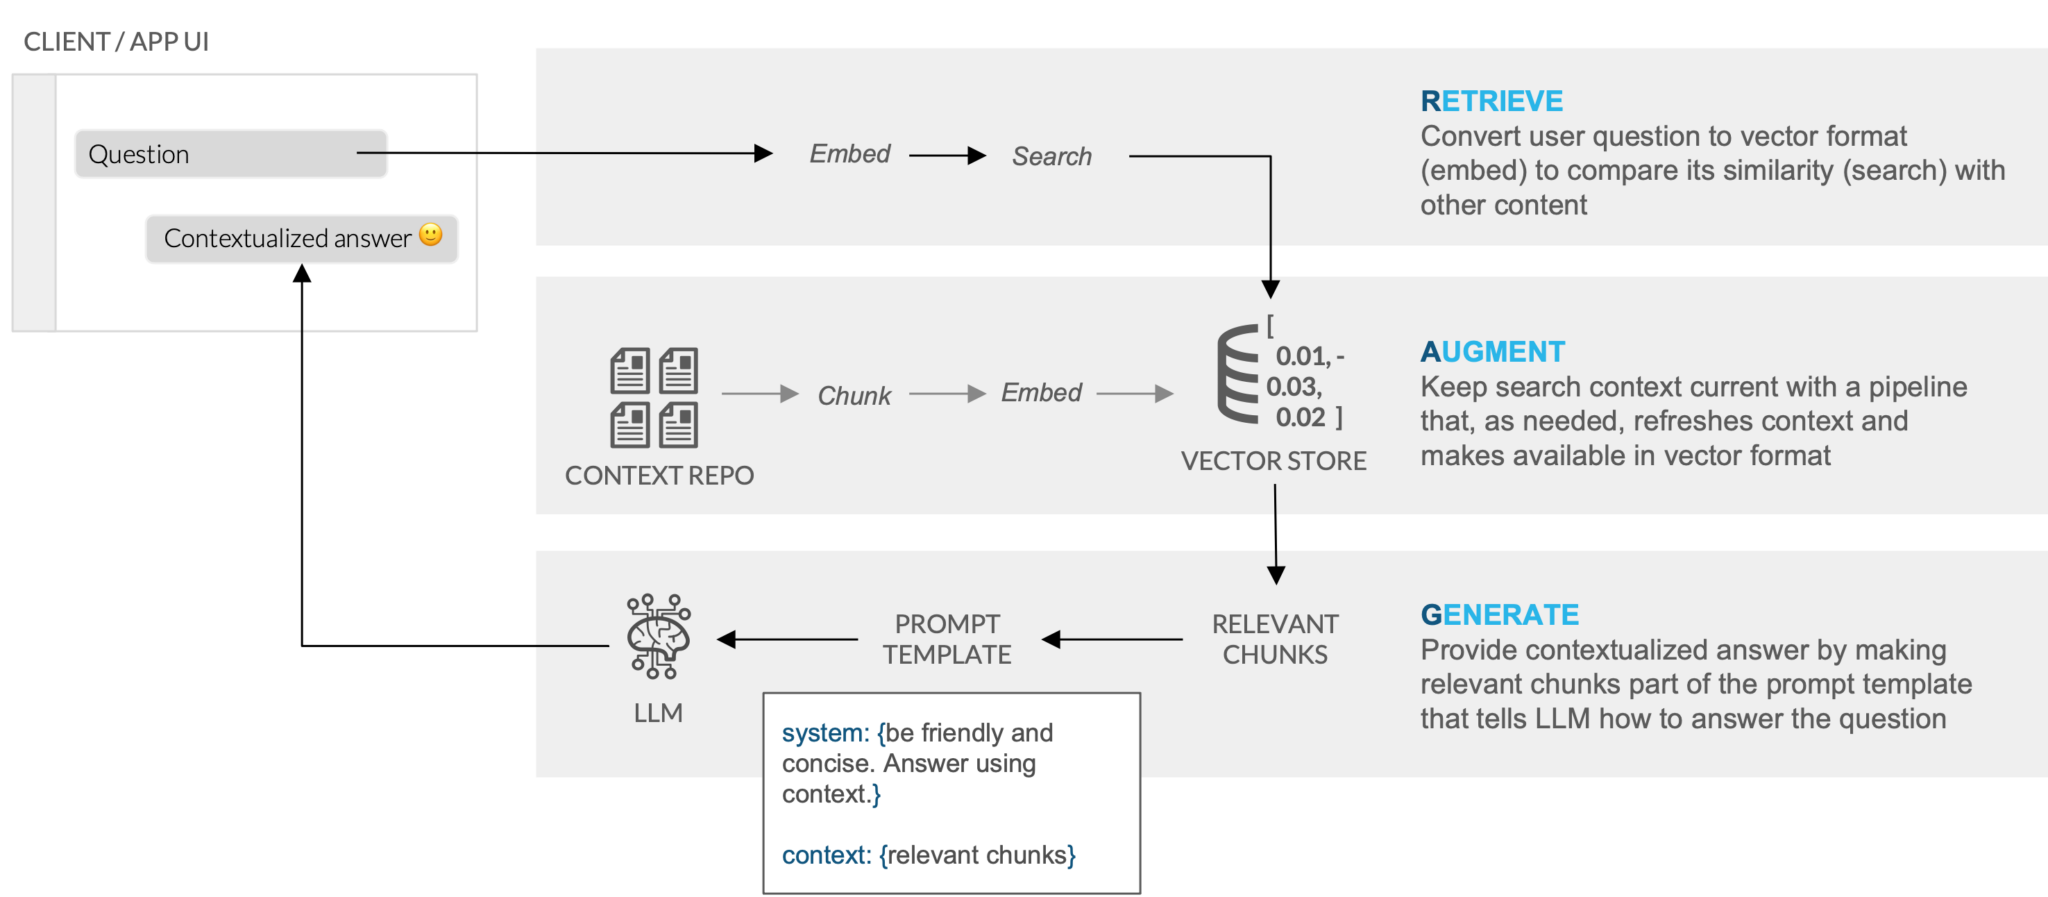 CLIENT / APP UI
Question
Contextualized answer 🙂
Embed
Search
RETRIEVE
Convert user question to vector format
(embed) to compare its similarity (search) with
other content
CONTEXT REPO
Chunk
Embed
[
0.01, -
0.03,
0.02 ]
VECTOR STORE
AUGMENT
Keep search context current with a pipeline
that, as needed, refreshes context and
makes available in vector format
LLM
PROMPT
TEMPLATE
RELEVANT
CHUNKS
system: {be friendly and
concise. Answer using
context.}
context: {relevant chunks}
GENERATE
Provide contextualized answer by making
relevant chunks part of the prompt template
that tells LLM how to answer the question